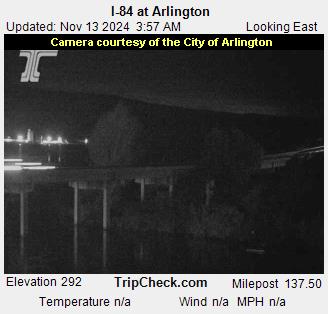 I-84 at Arlington
Updated: Nov 13 2024 3:57 AM Looking East
Camera courtesy of the City of Arlington
Elevation 292 TripCheck.com Milepost 137.50
Temperature n/a Wind n/a MPH n/a